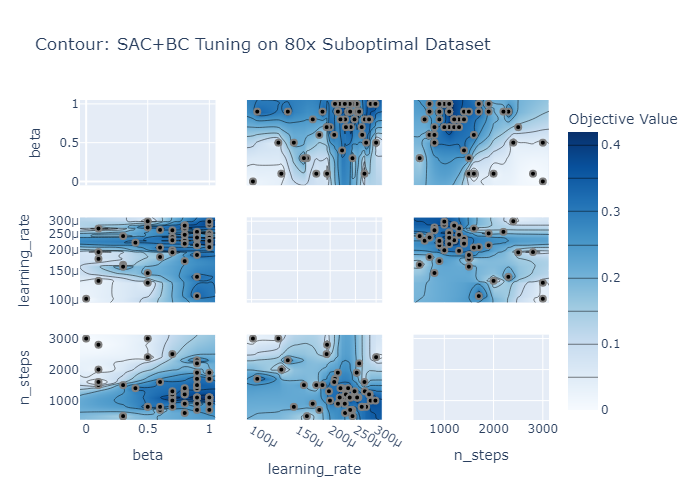 Contour: SAC+BC Tuning on 80x Suboptimal Dataset
Objective Value
beta
1
0.5
0
learning_rate
300μ
250μ
200μ
150μ
100μ
n_steps
3000
2000
1000
0
0.5
1
beta
100μ
150μ
200μ
250μ
300μ
learning_rate
1000
2000
3000
n_steps
0.4
0.3
0.2
0.1
0